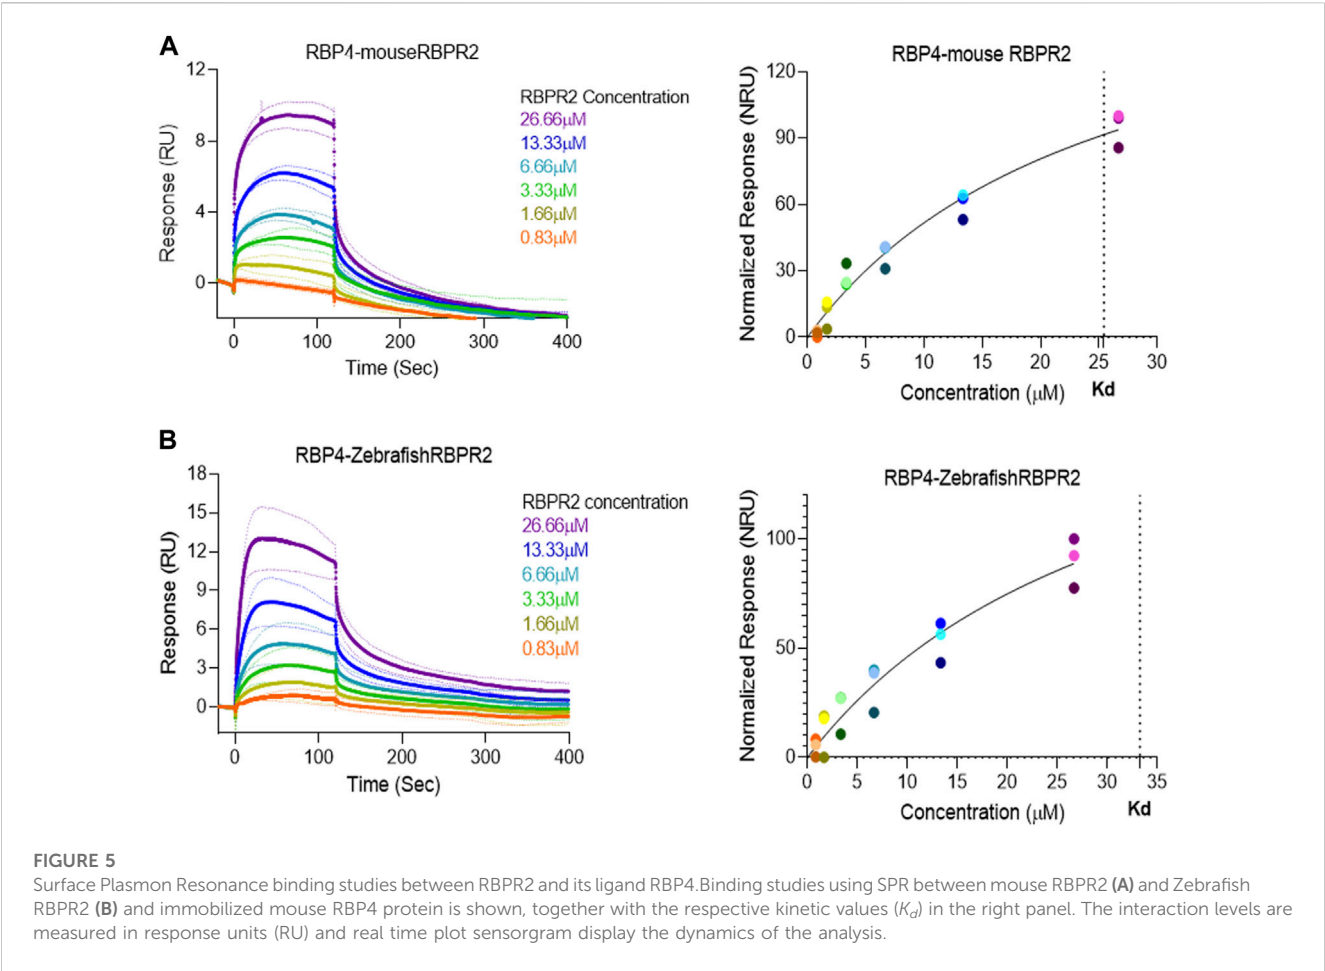 A
RBP4-mouseRBPR2
Response (RU)
12
8
4
0
0 100 200 300 400
Time (Sec)
RBPR2 Concentration
26.66μM
13.33μM
6.66μM
3.33μM
1.66μM
0.83μM
RBP4-mouse RBPR2
Normalized Response (NRU)
120
90
60
30
0
0 5 10 15 20 25 30
Concentration (μM) Kd
B
RBP4-ZebrafishRBPR2
Response (RU)
18
15
12
9
6
3
0
0 100 200 300 400
Time (Sec)
RBPR2 concentration
26.66μM
13.33μM
6.66μM
3.33μM
1.66μM
0.83μM
RBP4-ZebrafishRBPR2
Normalized Response (NRU)
100
50
0
0 5 10 15 20 25 30 35
Concentration (μM) Kd
FIGURE 5
Surface Plasmon Resonance binding studies between RBPR2 and its ligand RBP4.Binding studies using SPR between mouse RBPR2 (A) and Zebrafish
RBPR2 (B) and immobilized mouse RBP4 protein is shown, together with the respective kinetic values (Kd) in the right panel. The interaction levels are
measured in response units (RU) and real time plot sensorgram display the dynamics of the analysis.